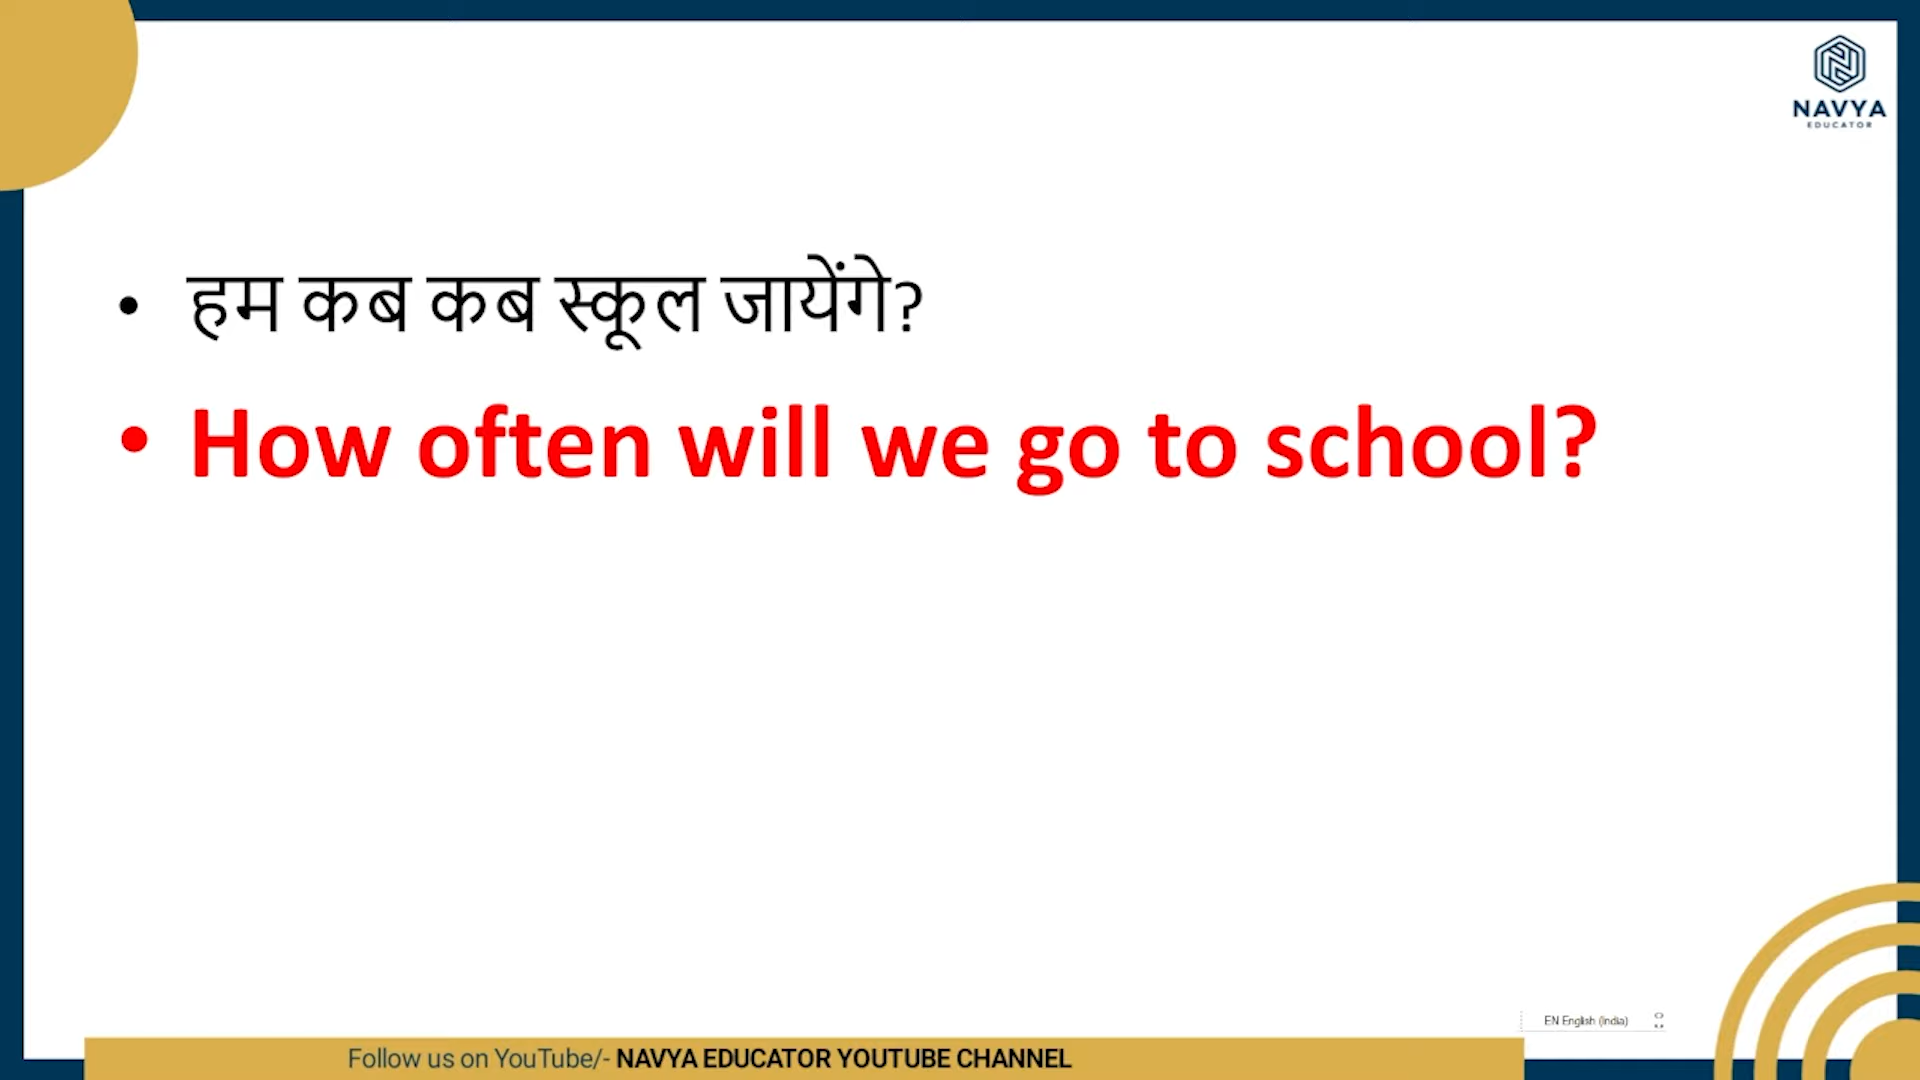 NAVYA
EDUCATOR
• हम कब कब स्कूल जायेंगे?
• How often will we go to school?
EN English (India)
Follow us on YouTube/- NAVYA EDUCATOR YOUTUBE CHANNEL